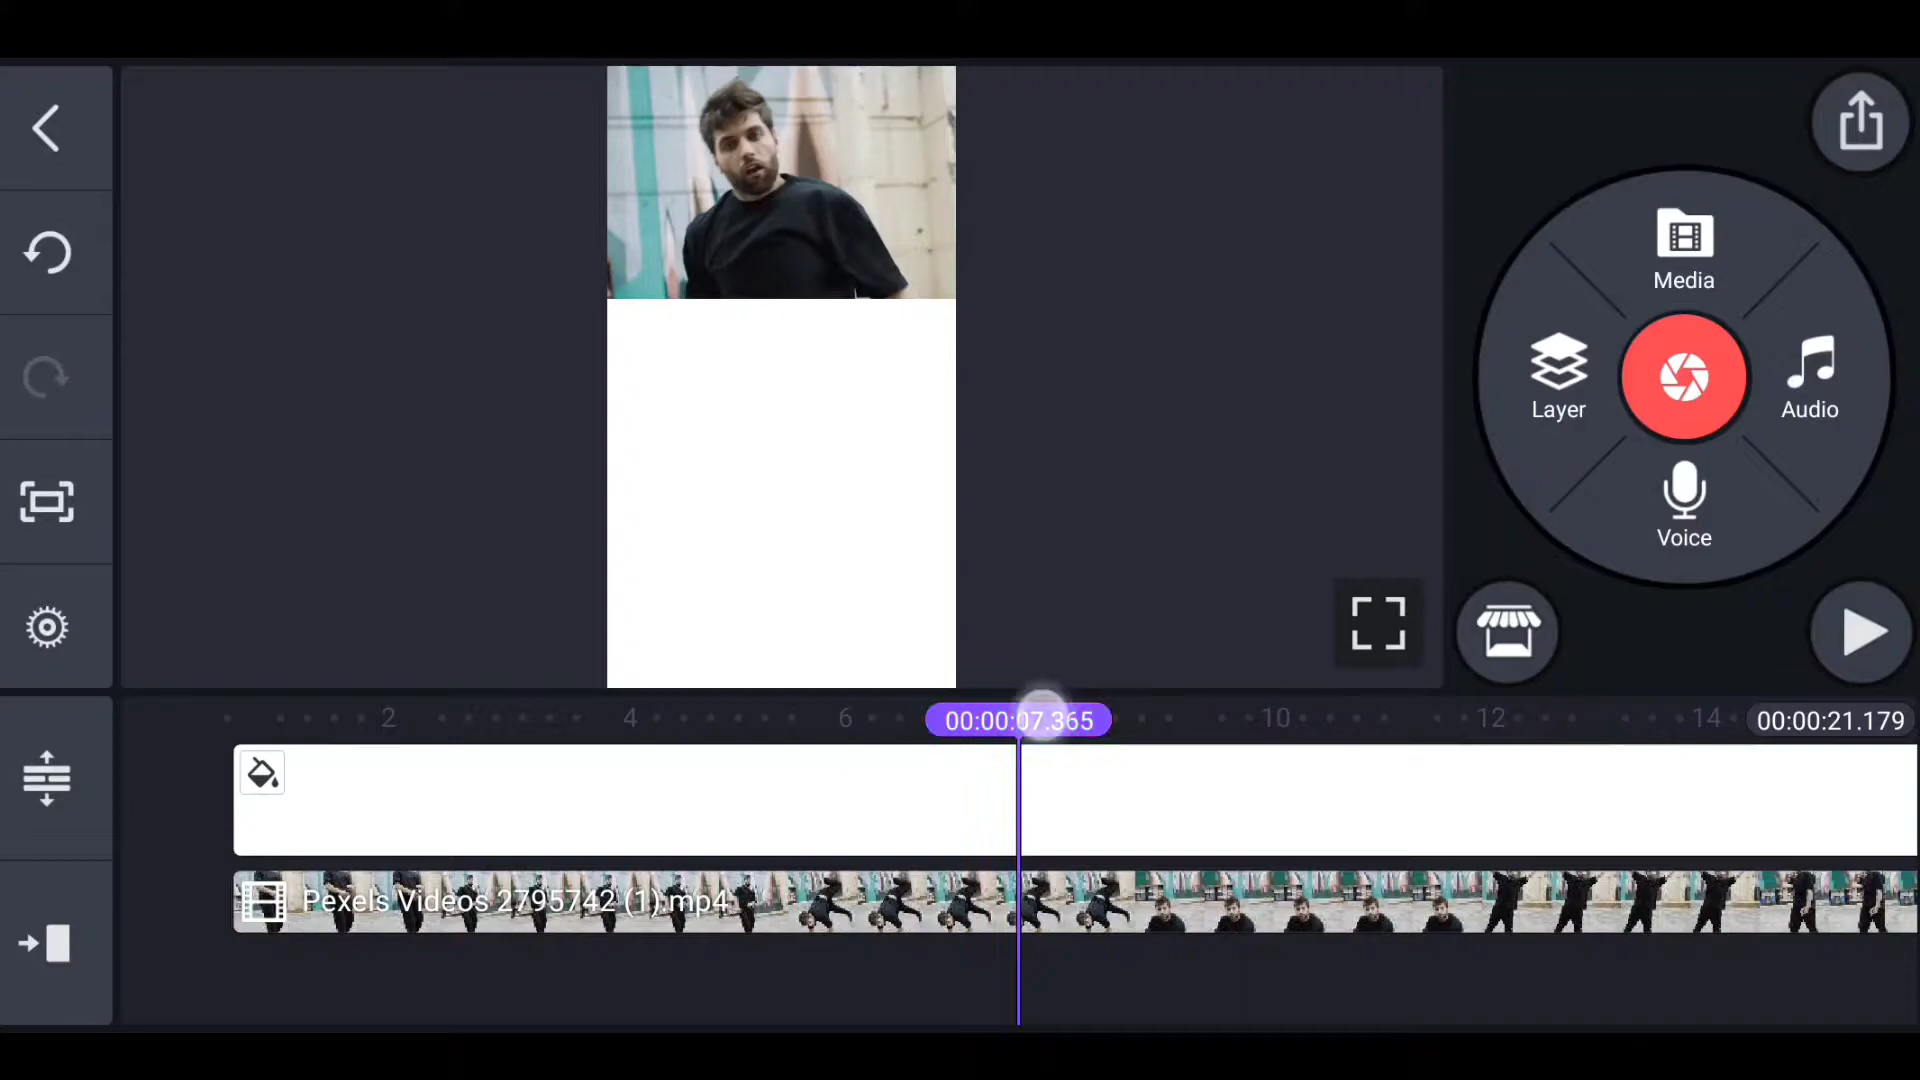 Media
Layer
Audio
Voice
2
4
6
00:00:07.365
10
12
14
00:00:21.179
Pexels Videos 2795742 (1).mp4